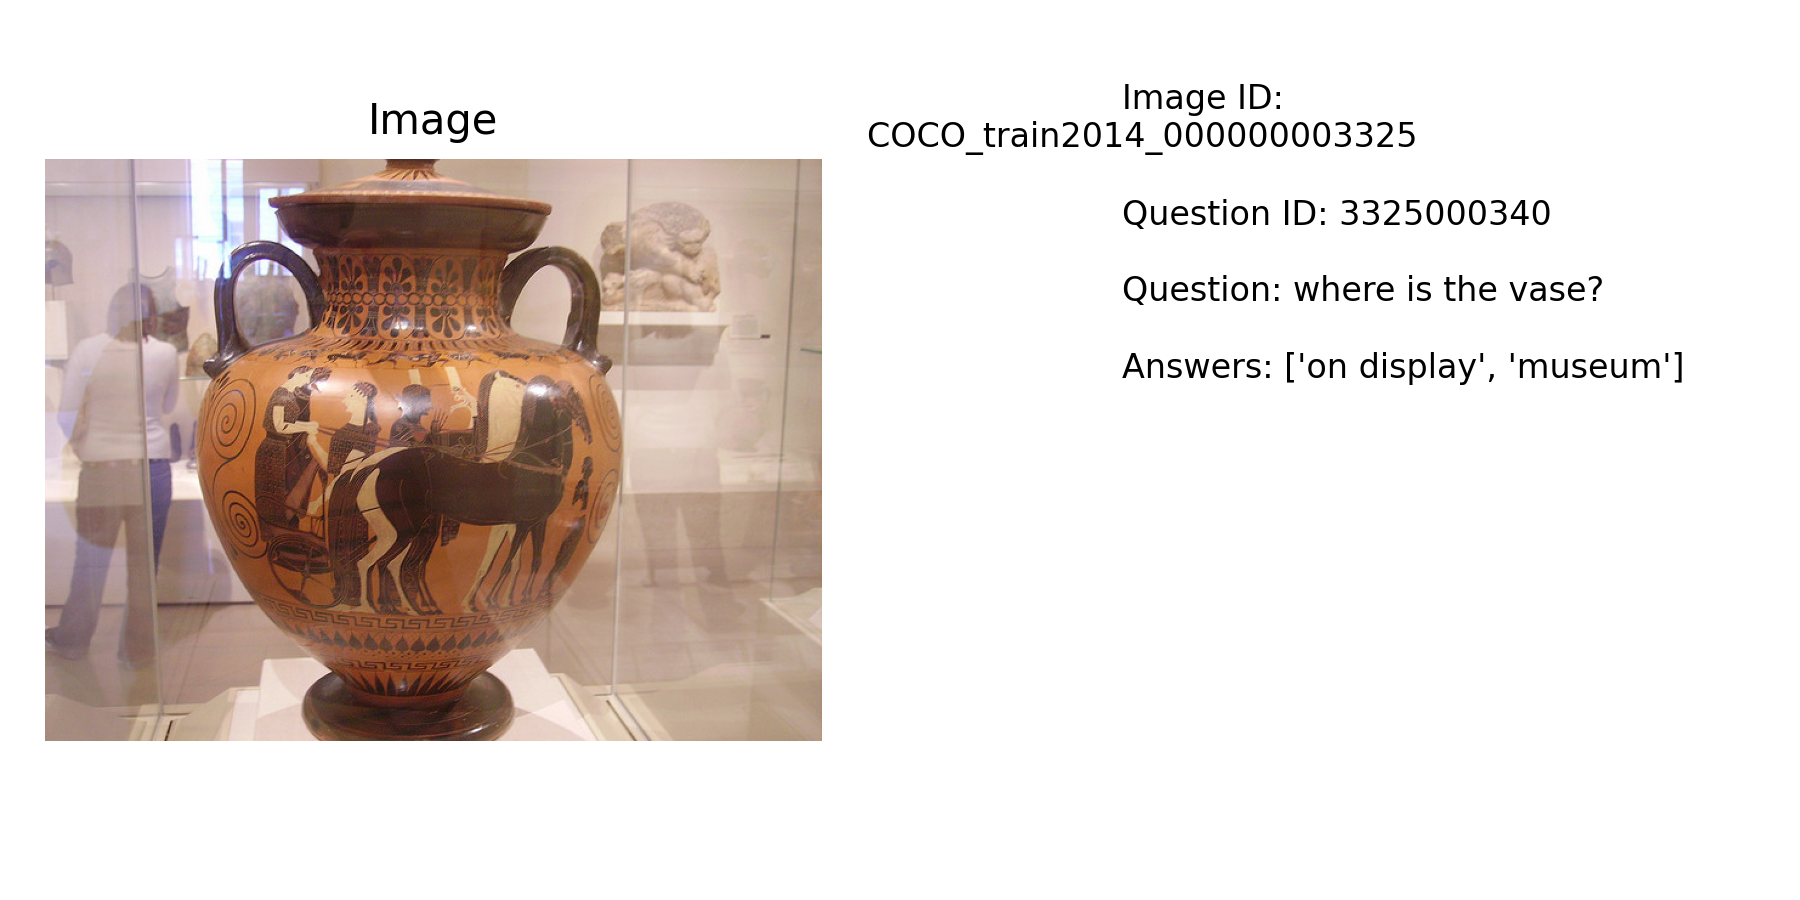 Image
Image ID:
COCO_train2014_000000003325
Question ID: 3325000340
Question: where is the vase?
Answers: ['on display', 'museum']